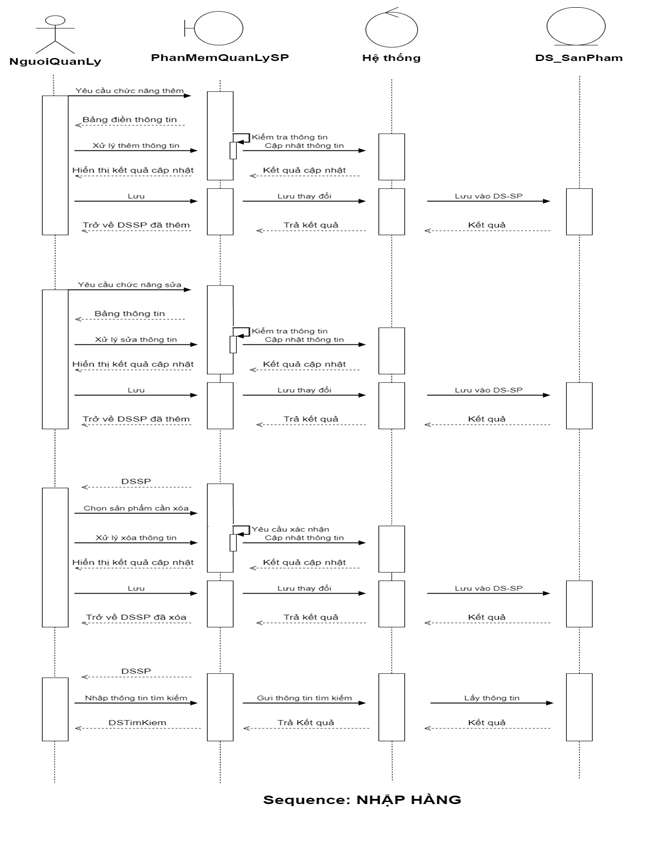 NguoiQuanLy
PhanMemQuanLySP
Hệ thống
DS_SanPham
Yêu cầu chức năng thêm
Bảng điền thông tin
Kiểm tra thông tin
Xử lý thêm thông tin
Cập nhật thông tin
Hiển thị kết quả cập nhật
Kết quả cập nhật
Lưu
Lưu thay đổi
Lưu vào DS-SP
Trở về DSSP đã thêm
Trả kết quả
Kết quả
Yêu cầu chức năng sửa
Bảng thông tin
Kiểm tra thông tin
Xử lý sửa thông tin
Cập nhật thông tin
Hiển thị kết quả cập nhật
Kết quả cập nhật
Lưu
Lưu thay đổi
Lưu vào DS-SP
Trở về DSSP đã thêm
Trả kết quả
Kết quả
DSSP
Chọn sản phẩm cần xóa
Yêu cầu xác nhận
Xử lý xóa thông tin
Cập nhật thông tin
Hiển thị kết quả cập nhật
Kết quả cập nhật
Lưu
Lưu thay đổi
Lưu vào DS-SP
Trở về DSSP đã xóa
Trả kết quả
Kết quả
DSSP
Nhập thông tin tìm kiếm
Gưi thông tin tìm kiếm
Lấy thông tin
DSTimKiem
Trả Kết quả
Kết quả
Sequence: NHẬP HÀNG